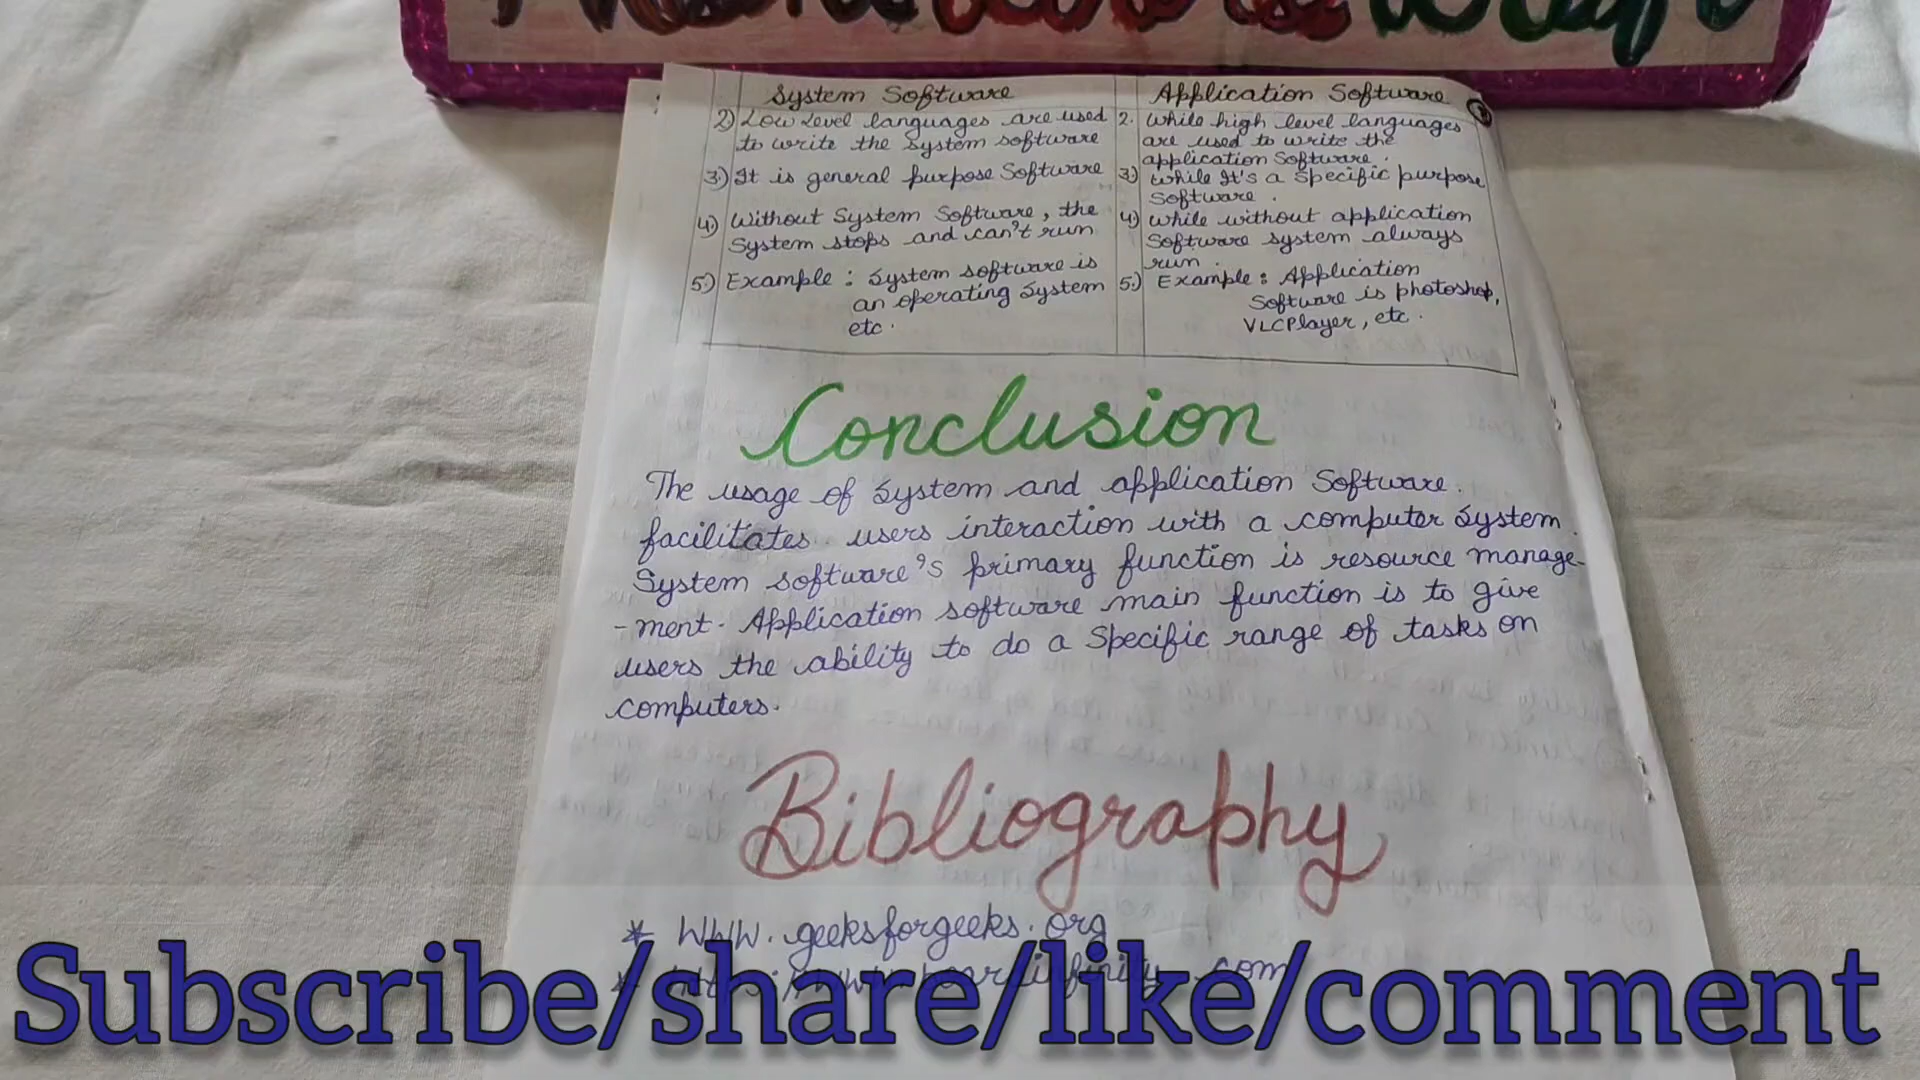 System Software
Application Software
2) Low Level languages are used
to write the system software
2. While high level languages
are used to write the
application Software.
3.) It is general purpose Software
3.) while It's a specific purpose
Software.
4.) Without System Software, the
System stops and can't run
4) While without application
Software system always
run.
5.) Example : System software is
an operating System
etc.
5.) Example : Application
Software is photoshop,
VLCPlayer, etc.
Conclusion
The usage of System and application Software.
facilitates users interaction with a computer System.
System software's primary function is resource manage-
-ment. Application software main function is to give
users the ability to do a Specific range of tasks on
computers.
Bibliography
* WWW.geeksforgeeks.org
.com
Subscribe/share/like/comment